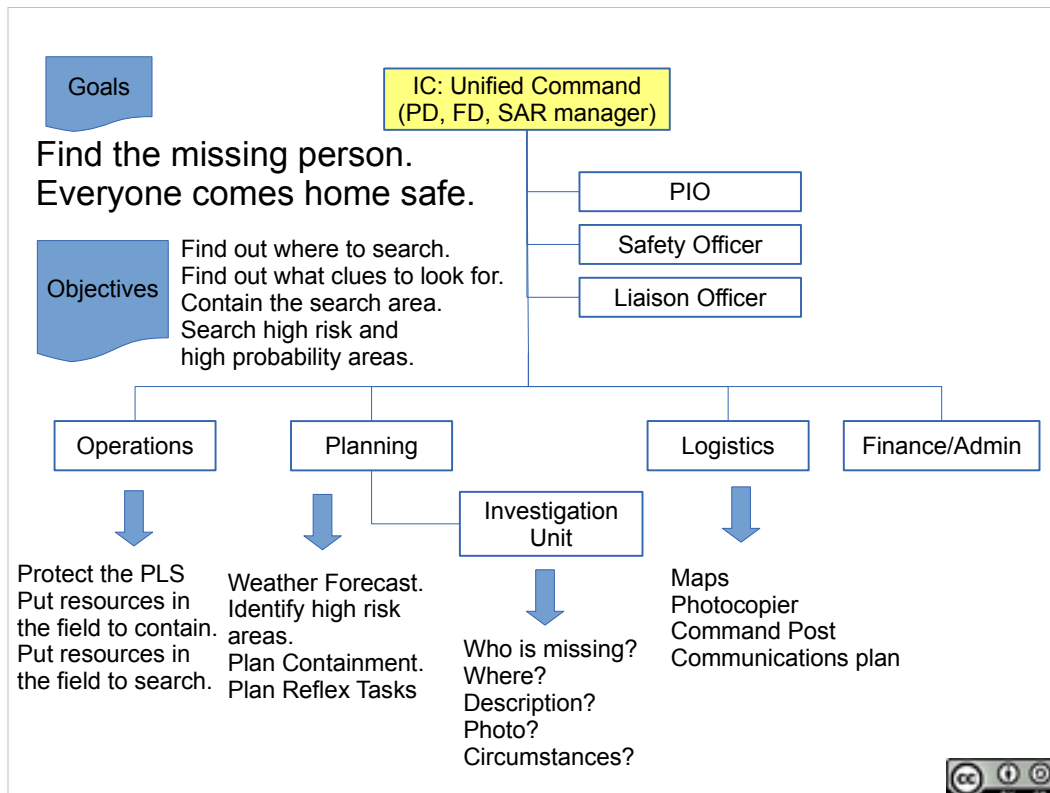 Goals
IC: Unified Command
(PD, FD, SAR manager)
Find the missing person.
Everyone comes home safe.
PIO
Safety Officer
Liaison Officer
Objectives
Find out where to search.
Find out what clues to look for.
Contain the search area.
Search high risk and
high probability areas.
Operations
Planning
Logistics
Finance/Admin
Investigation
Unit
Protect the PLS
Put resources in
the field to contain.
Put resources in
the field to search.
Weather Forecast.
Identify high risk
areas.
Plan Containment.
Plan Reflex Tasks
Who is missing?
Where?
Description?
Photo?
Circumstances?
Maps
Photocopier
Command Post
Communications plan
cc